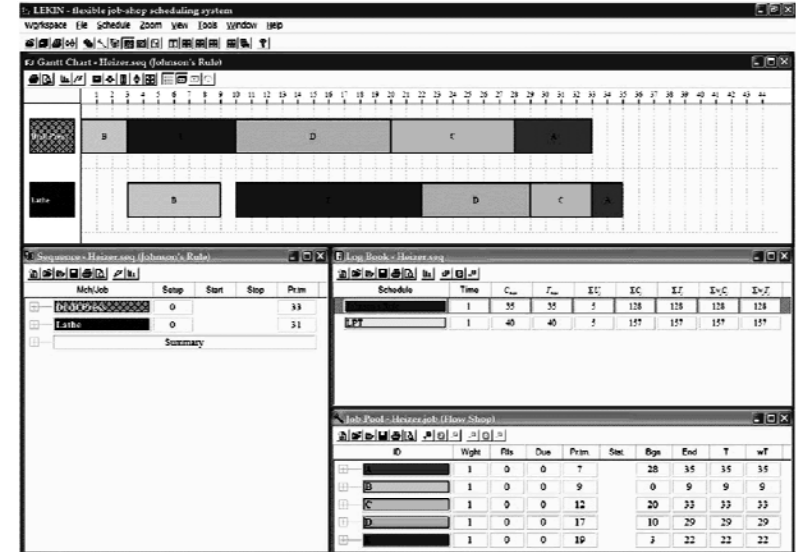 LEKIN - flexible job-shop scheduling system
Workspace File Schedule Zoom View Tools Window Help
Gantt Chart - Heizer.seq (Johnson's Rule)
1 2 3 4 5 6 7 8 9 10 11 12 13 14 15 16 17 18 19 20 21 22 23 24 25 26 27 28 29 30 31 32 33 34 35 36 37 38 39 40 41 42 43 44
B D C A
Lathe B D C A
Sequence - Heizer.seq (Johnson's Rule)
Mch/Job Setup Start Stop Pr.tm
0 33
Lathe 0 31
Summary
Log Book - Heizer.seq
Schedule Time
1 35 35 5 128 128 128 128
LPT 1 40 40 5 157 157 157 157
Job Pool - Heizer.job (Flow Shop)
ID Wght Rls Due Pr.tm. Stat. Bgn End T wT
A 1 0 0 7 28 35 35 35
B 1 0 0 9 0 9 9 9
C 1 0 0 12 20 33 33 33
D 1 0 0 17 10 29 29 29
1 0 0 19 3 22 22 22